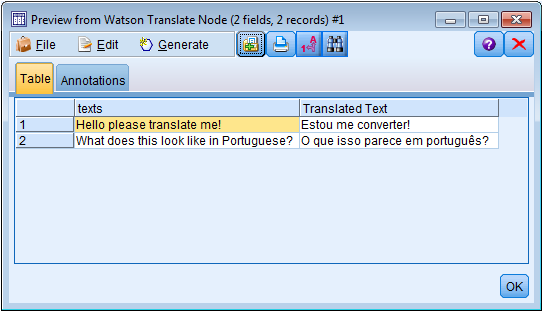 Preview from Watson Translate Node (2 fields, 2 records) #1
File Edit Generate
Table Annotations
texts Translated Text
1 Hello please translate me! Estou me converter!
2 What does this look like in Portuguese? O que isso parece em português?
OK